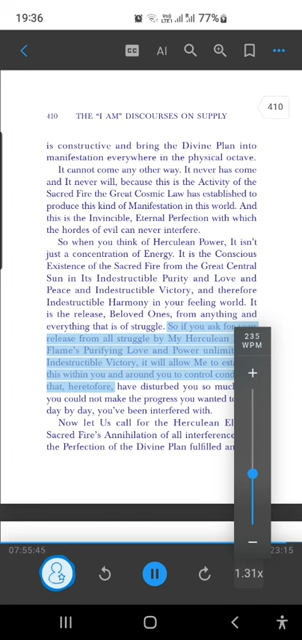 19:36
77%
CC
AI
410
410 THE "I AM" DISCOURSES ON SUPPLY
is constructive and bring the Divine Plan into
manifestation everywhere in the physical octave.
It cannot come any other way. It never has come
and It never will, because this is the Activity of the
Sacred Fire the Great Cosmic Law has established to
produce this kind of Manifestation in this world. And
this is the Invincible, Eternal Perfection with which
the hordes of evil can never interfere.
So when you think of Herculean Power, It isn't
just a concentration of Energy. It is the Conscious
Existence of the Sacred Fire from the Great Central
Sun in Its Indestructible Purity and Love and
Peace and Indestructible Victory, and therefore
Indestructible Harmony in your feeling world. It
is the release, Beloved Ones, from anything and
everything that is of struggle. So if you ask for your
release from all struggle by My Herculean
Flame's Purifying Love and Power
Indestructible Victory, it will allow Me to
this within you and around you to control
that, heretofore, have disturbed you so
you could not make the progress you wanted
day by day, you've been interfered with.
Now let Us call for the Herculean
Sacred Fire's Annihilation of all interference
the Perfection of the Divine Plan fulfilled
235
WPM
+
−
07:55:45
23:15
1.31x